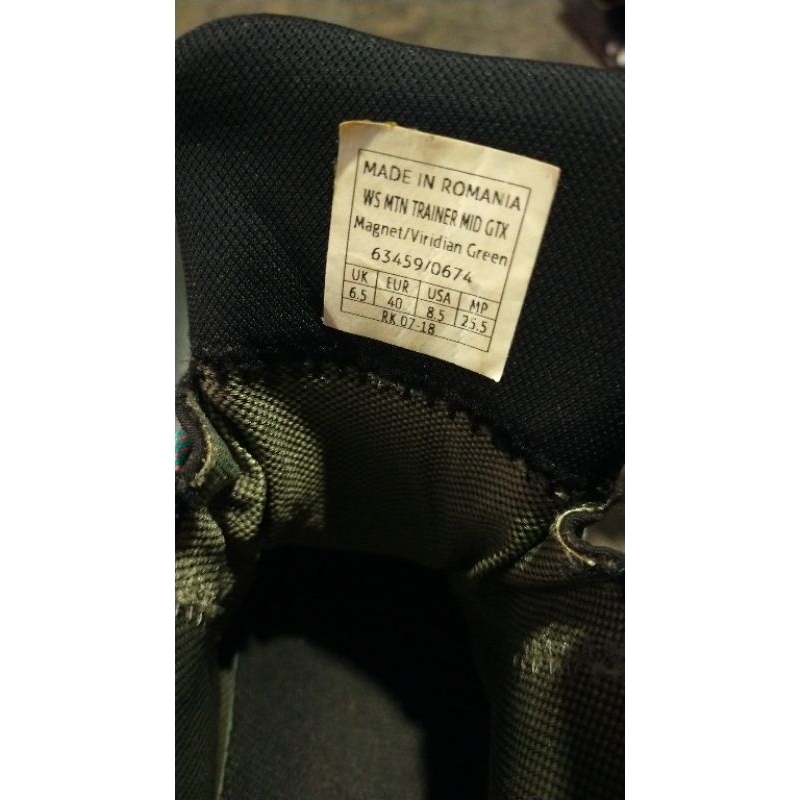 MADE IN ROMANIA
WS MTN TRAINER MID GTX
Magnet/Viridian Green
63459/0674
UK EUR USA MP
6.5 40 8.5 25.5
RK 07-18